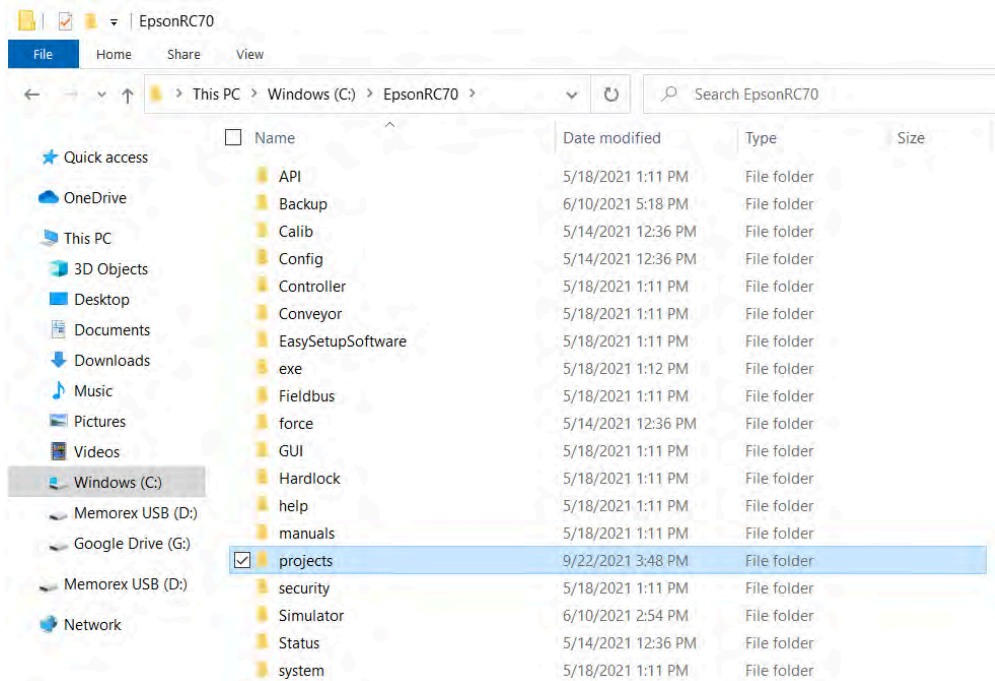 EpsonRC70
File Home Share View
This PC > Windows (C:) > EpsonRC70 > Search EpsonRC70
Name Date modified Type Size
Quick access
OneDrive
This PC
3D Objects
Desktop
Documents
Downloads
Music
Pictures
Videos
Windows (C:)
Memorex USB (D:)
Google Drive (G:)
Memorex USB (D:)
Network
API 5/18/2021 1:11 PM File folder
Backup 6/10/2021 5:18 PM File folder
Calib 5/14/2021 12:36 PM File folder
Config 5/14/2021 12:36 PM File folder
Controller 5/18/2021 1:11 PM File folder
Conveyor 5/18/2021 1:11 PM File folder
EasySetupSoftware 5/18/2021 1:11 PM File folder
exe 5/18/2021 1:12 PM File folder
Fieldbus 5/18/2021 1:11 PM File folder
force 5/14/2021 12:36 PM File folder
GUI 5/18/2021 1:11 PM File folder
Hardlock 5/18/2021 1:11 PM File folder
help 5/18/2021 1:11 PM File folder
manuals 5/18/2021 1:11 PM File folder
projects 9/22/2021 3:48 PM File folder
security 5/18/2021 1:11 PM File folder
Simulator 6/10/2021 2:54 PM File folder
Status 5/14/2021 12:36 PM File folder
system 5/18/2021 1:11 PM File folder